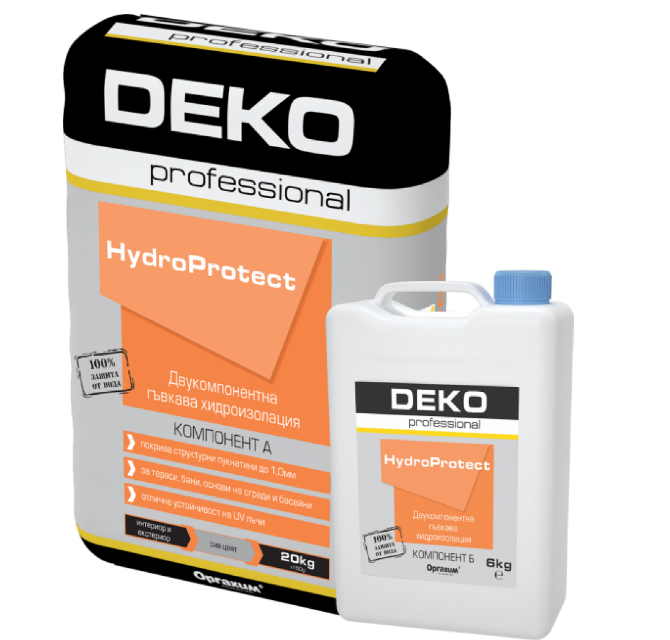 DEKO
professional
DEKO
professional
HydroProtect
100%
ЗАЩИТА
ОТ ВОДА
Двукомпонентна
гъвкава хидроизолация
КОМПОНЕНТ А
покрива структурни пукнатини до 1.0мм
за тераси, бани, основи на сгради и басейни
отлична устойчивост на UV лъчи
интериор и
екстериор
сив цвят
20kg
Оргахим
DEKO
professional
HydroProtect
Двукомпонентна
гъвкава
хидроизолация
100%
ЗАЩИТА
ОТ ВОДА
КОМПОНЕНТ Б
Оргахим
6kg
℮